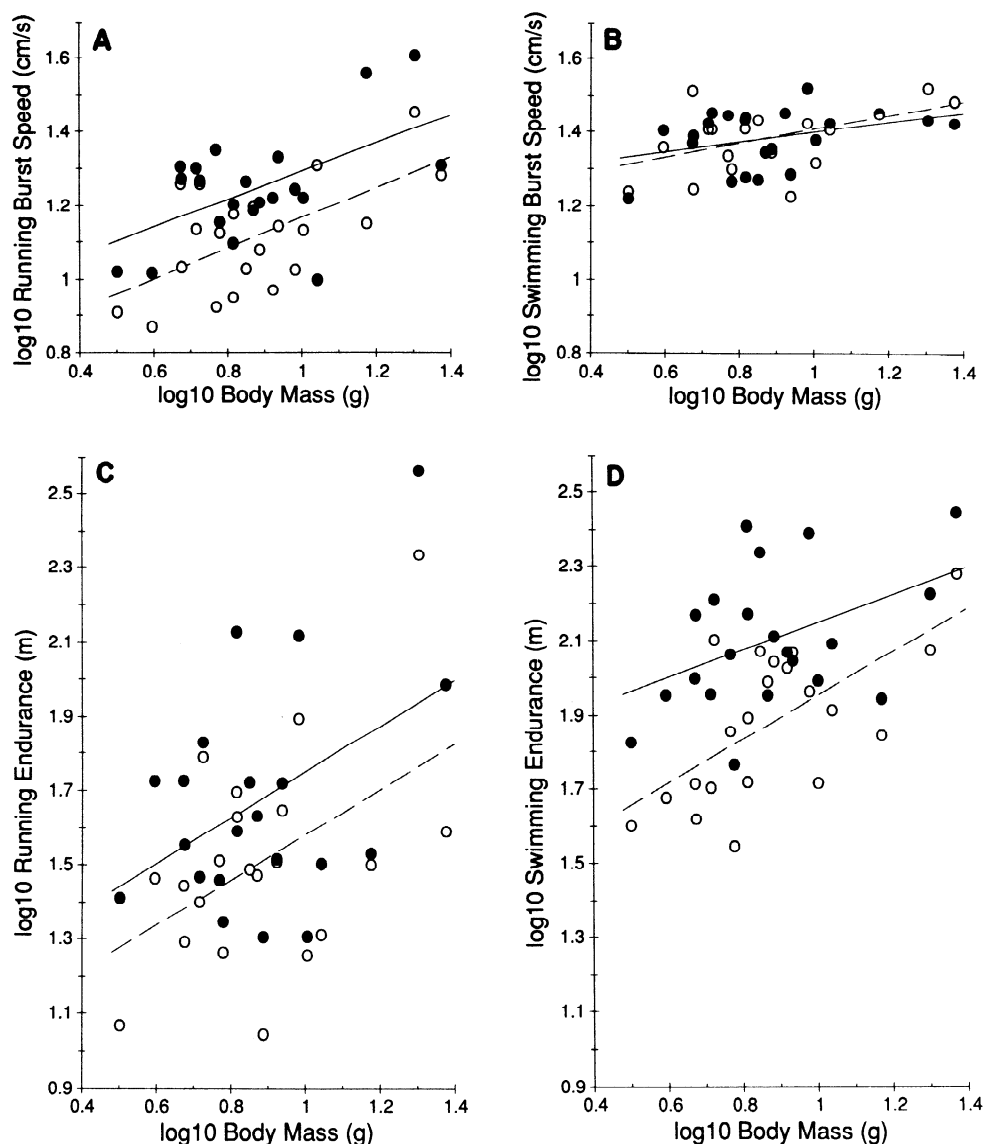 A
log10 Running Burst Speed (cm/s)
1.6
1.4
1.2
1
0.8
0.4 0.6 0.8 1 1.2 1.4
log10 Body Mass (g)
B
log10 Swimming Burst Speed (cm/s)
1.6
1.4
1.2
1
0.8
0.4 0.6 0.8 1 1.2 1.4
log10 Body Mass (g)
C
log10 Running Endurance (m)
2.5
2.3
2.1
1.9
1.7
1.5
1.3
1.1
0.9
0.4 0.6 0.8 1 1.2 1.4
log10 Body Mass (g)
D
log10 Swimming Endurance (m)
2.5
2.3
2.1
1.9
1.7
1.5
1.3
1.1
0.9
0.4 0.6 0.8 1 1.2 1.4
log10 Body Mass (g)